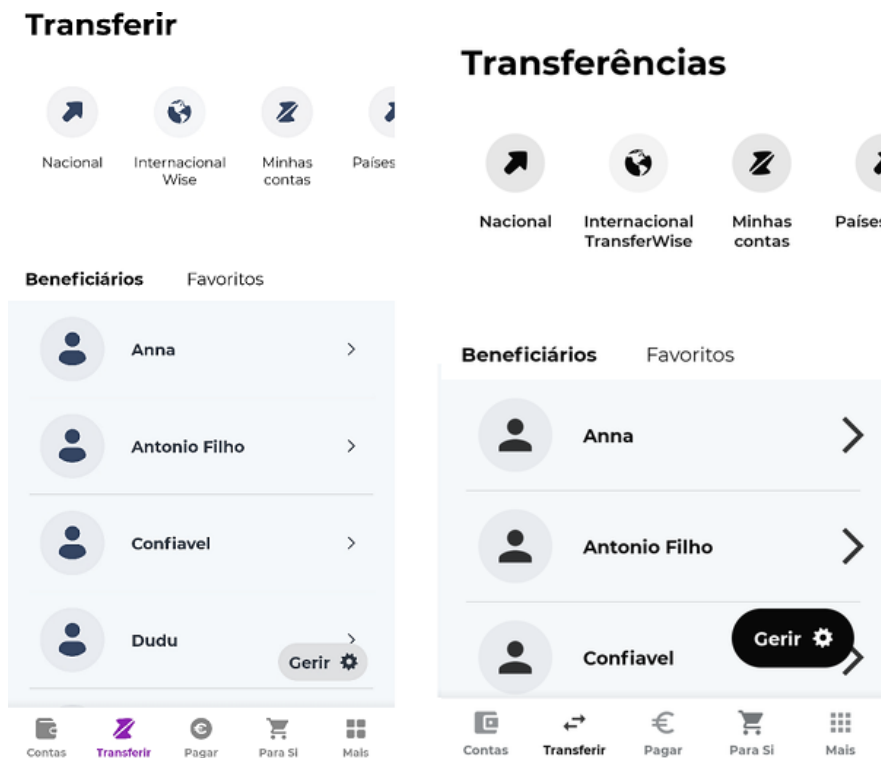 Transferir
Nacional
Internacional
Wise
Minhas
contas
Países
Beneficiários
Favoritos
Anna
Antonio Filho
Confiavel
Dudu
Gerir
Contas
Transferir
Pagar
Para Si
Mais
Transferências
Nacional
Internacional
TransferWise
Minhas
contas
Países
Beneficiários
Favoritos
Anna
Antonio Filho
Confiavel
Gerir
Contas
Transferir
Pagar
Para Si
Mais